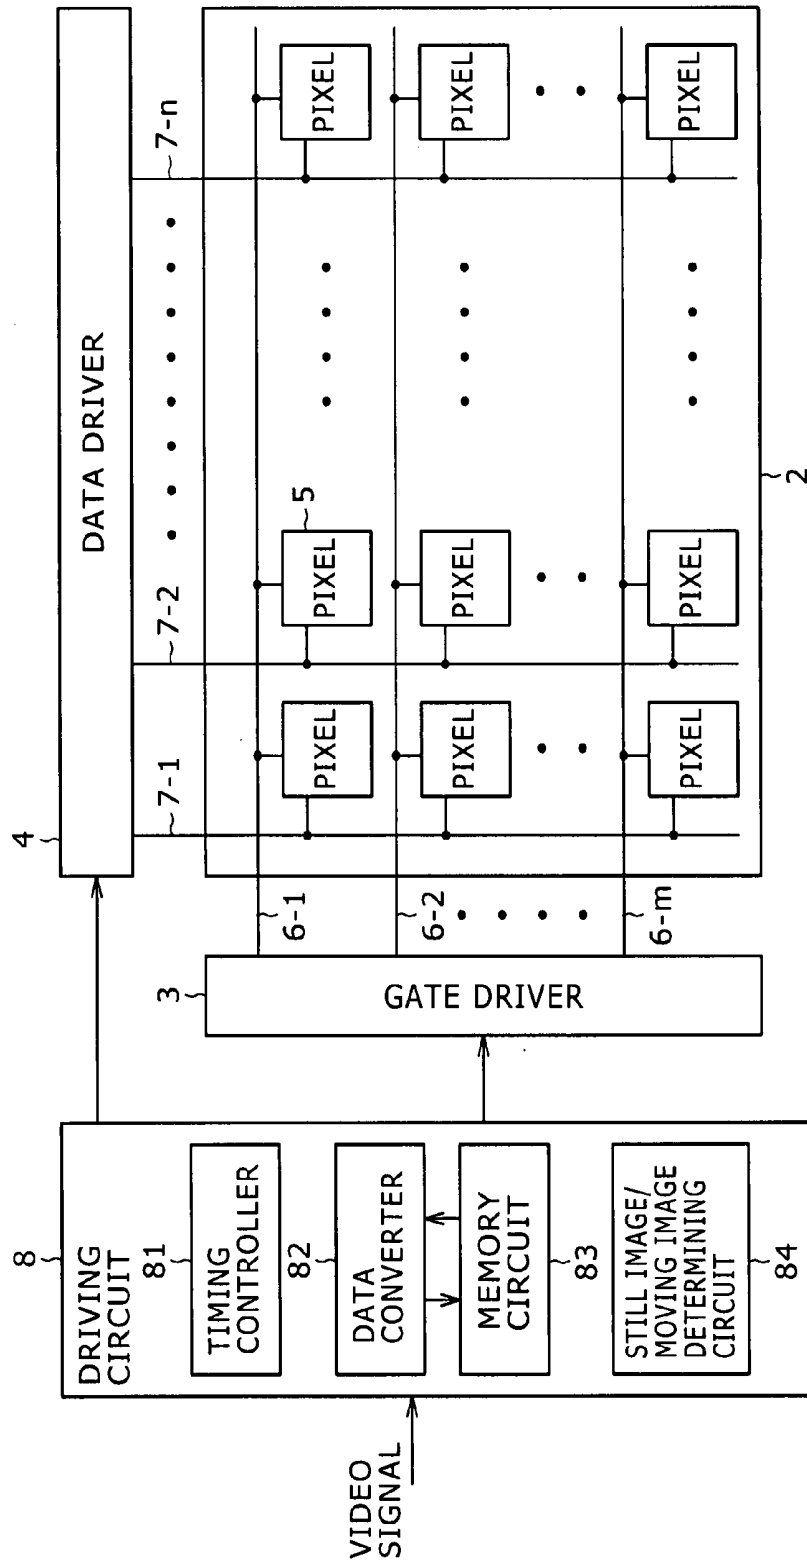 VIDEO
SIGNAL
8
DRIVING
CIRCUIT
81
TIMING
CONTROLLER
82
DATA
CONVERTER
MEMORY
CIRCUIT
83
STILL IMAGE/
MOVING IMAGE
DETERMINING
CIRCUIT
84
4
DATA DRIVER
3
GATE DRIVER
7-1
7-2
7-n
6-1
6-2
6-m
5
PIXEL
PIXEL
PIXEL
PIXEL
PIXEL
PIXEL
PIXEL
PIXEL
PIXEL
2